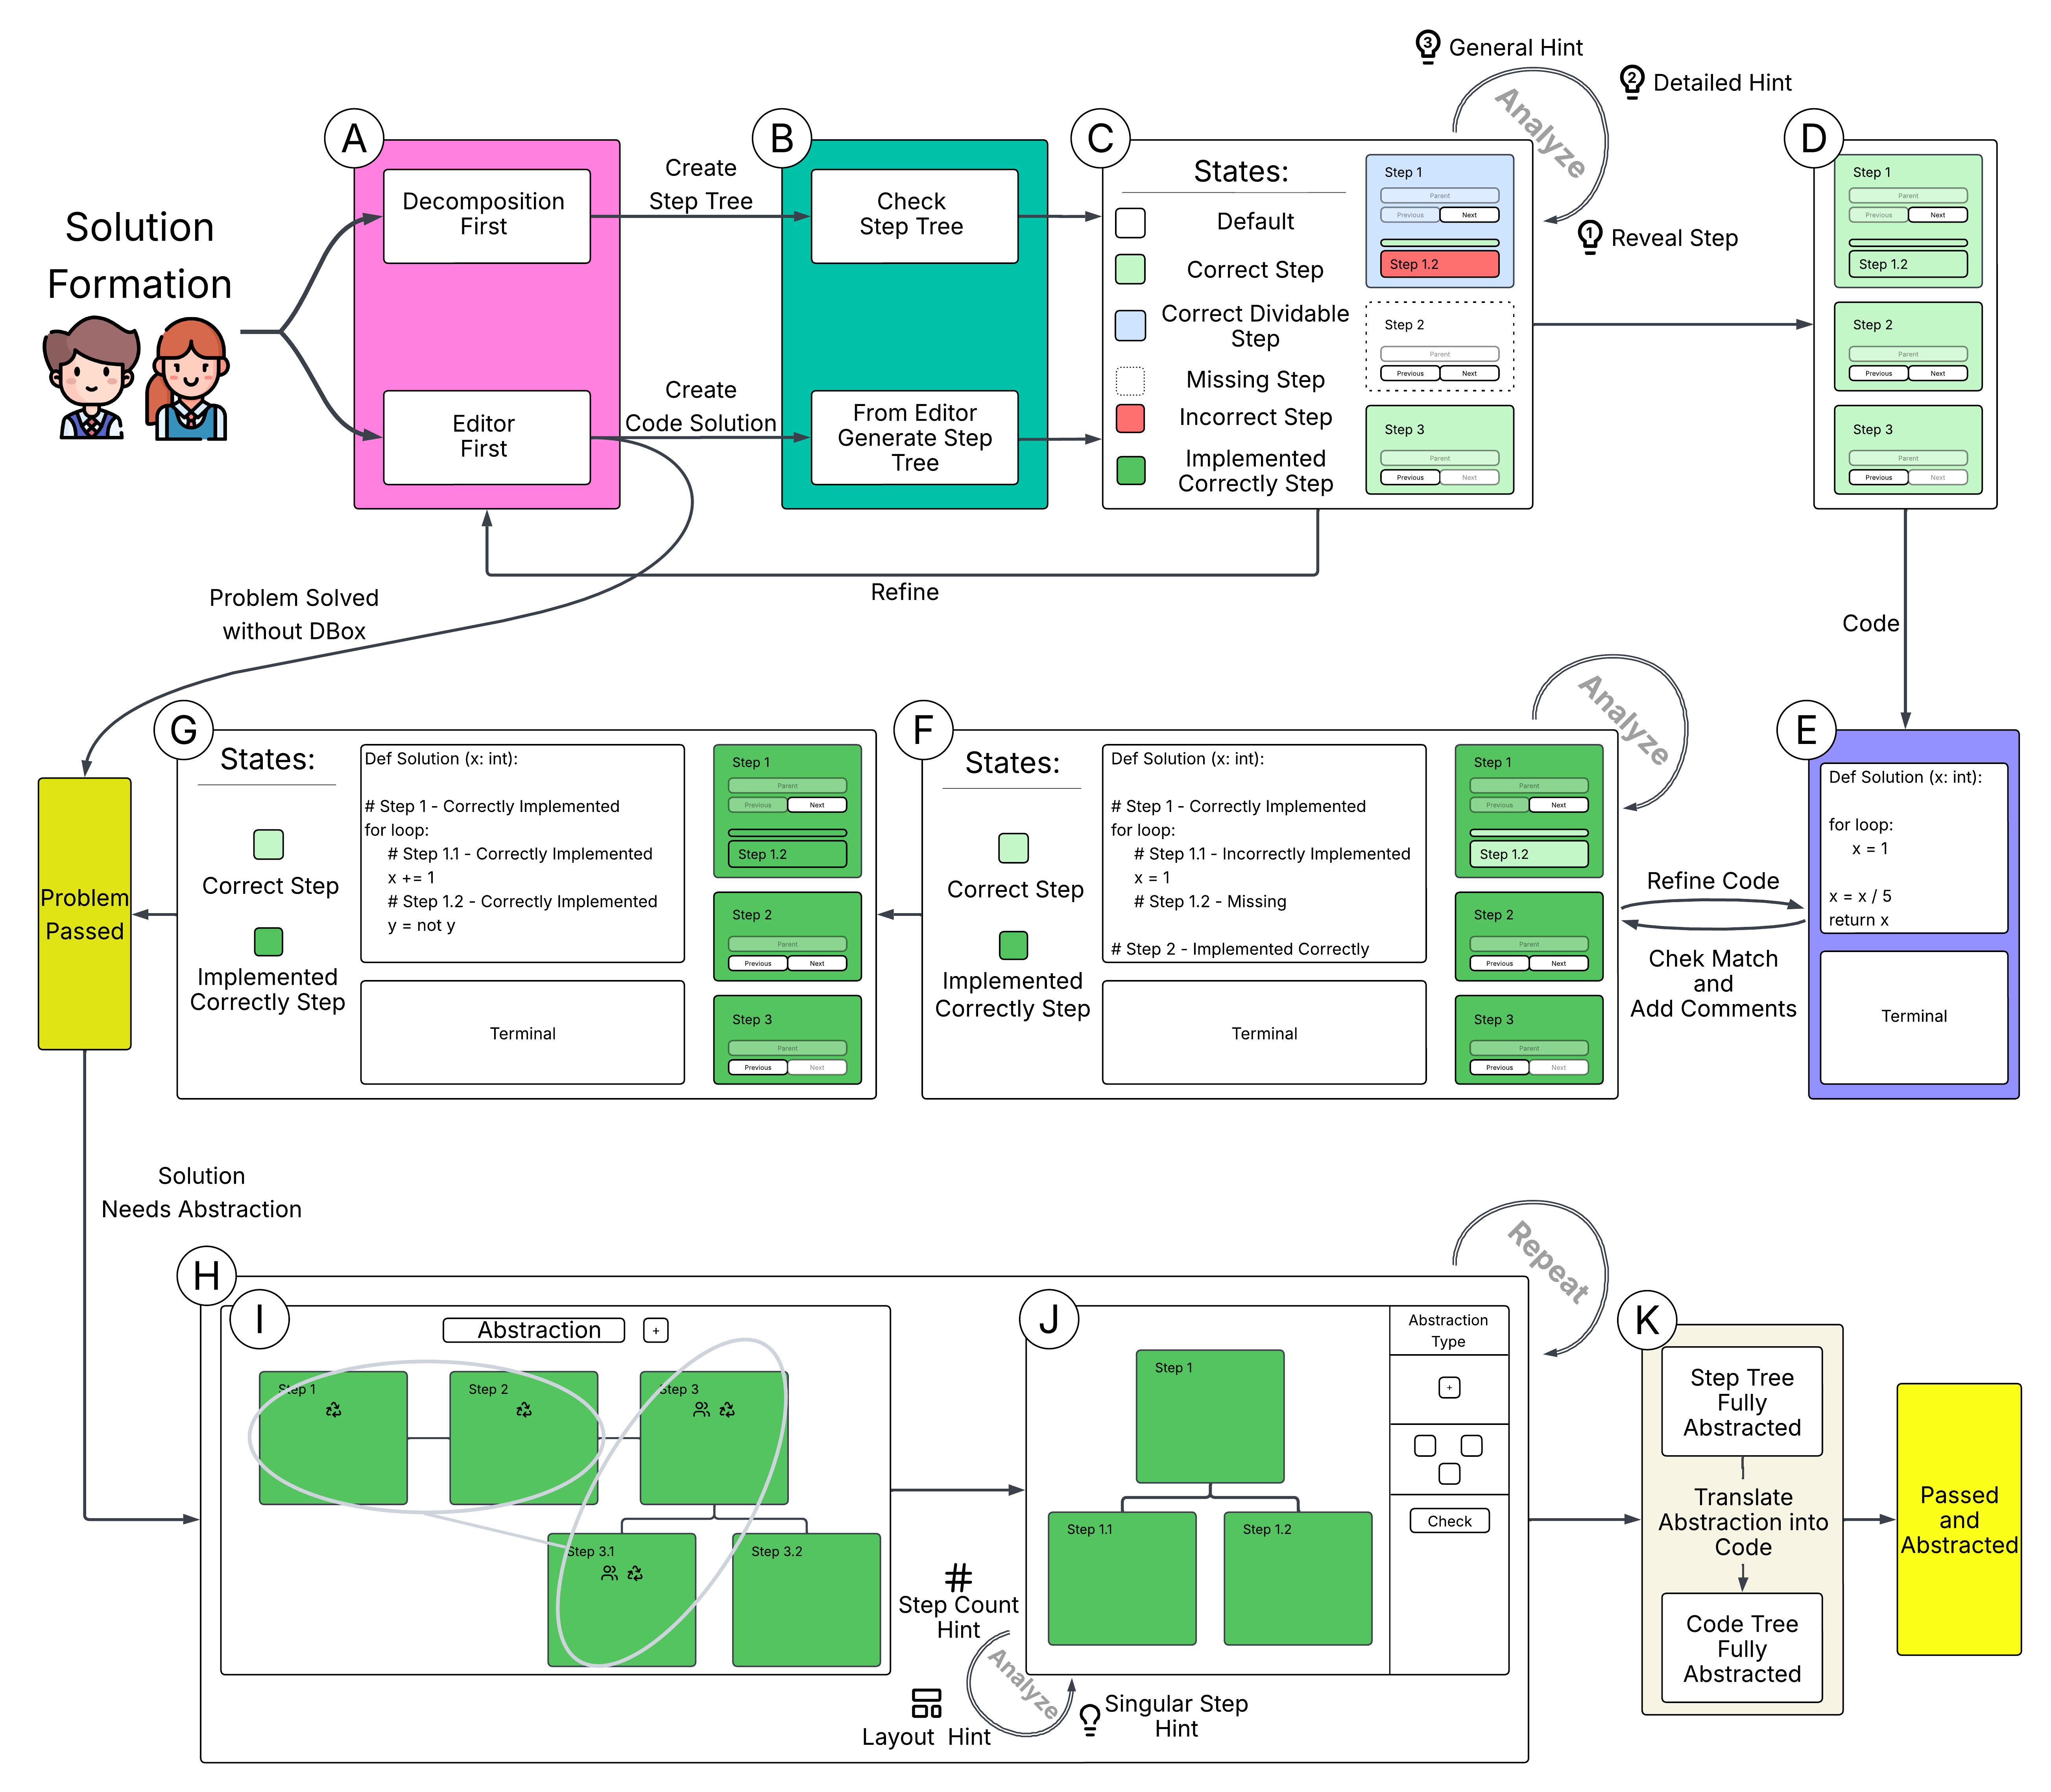 3 General Hint
2 Detailed Hint
Analyze
1 Reveal Step
Solution
Formation
A
Decomposition
First
Editor
First
Create
Step Tree
Create
Code Solution
B
Check
Step Tree
From Editor
Generate Step
Tree
C
States:
Default
Correct Step
Correct Dividable
Step
Missing Step
Incorrect Step
Implemented
Correctly Step
Step 1
Parent
Previous Next
Step 1.2
Step 2
Parent
Previous Next
Step 3
Parent
Previous Next
D
Step 1
Parent
Previous Next
Step 1.2
Step 2
Parent
Previous Next
Step 3
Parent
Previous Next
Refine
Problem Solved
without DBox
Code
G
States:
Correct Step
Implemented
Correctly Step
Def Solution (x: int):
# Step 1 - Correctly Implemented
for loop:
# Step 1.1 - Correctly Implemented
x += 1
# Step 1.2 - Correctly Implemented
y = not y
Terminal
Step 1
Parent
Previous Next
Step 1.2
Step 2
Parent
Previous Next
Step 3
Parent
Previous Next
F
States:
Correct Step
Implemented
Correctly Step
Def Solution (x: int):
# Step 1 - Correctly Implemented
for loop:
# Step 1.1 - Incorrectly Implemented
x = 1
# Step 1.2 - Missing
# Step 2 - Implemented Correctly
Terminal
Step 1
Parent
Previous Next
Step 1.2
Step 2
Parent
Previous Next
Step 3
Parent
Previous Next
Analyze
Refine Code
Chek Match
and
Add Comments
E
Def Solution (x: int):
for loop:
x = 1
x = x / 5
return x
Terminal
Problem
Passed
Solution
Needs Abstraction
H
I
Abstraction +
Step 1
Step 2
Step 3
Step 3.1
Step 3.2
#
Step Count
Hint
Analyze
Layout Hint
Singular Step
Hint
J
Step 1
Step 1.1
Step 1.2
Abstraction
Type
+
Check
Repeat
K
Step Tree
Fully
Abstracted
Translate
Abstraction into
Code
Code Tree
Fully
Abstracted
Passed
and
Abstracted